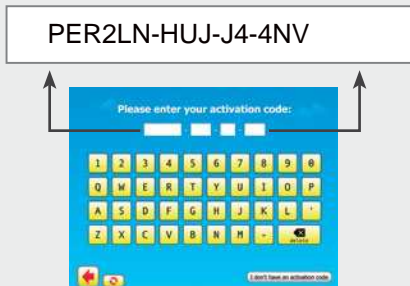 PER2LN-HUJ-J4-4NV
Please enter your activation code:
- - -
1 2 3 4 5 6 7 8 9 0
Q W E R T Y U I O P
A S D F G H J K L '
Z X C V B N M - delete
I don't have an activation code